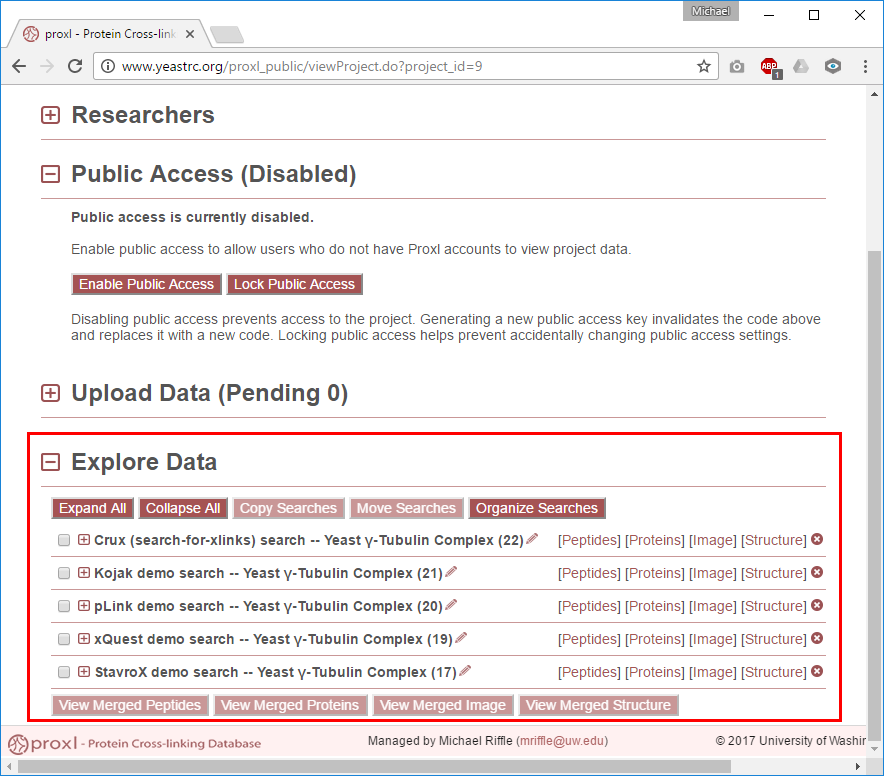 Michael
proxl - Protein Cross-link
www.yeastrc.org/proxl_public/viewProject.do?project_id=9
ABP
1
Researchers
Public Access (Disabled)
Public access is currently disabled.
Enable public access to allow users who do not have Proxl accounts to view project data.
Enable Public Access Lock Public Access
Disabling public access prevents access to the project. Generating a new public access key invalidates the code above
and replaces it with a new code. Locking public access helps prevent accidentally changing public access settings.
Upload Data (Pending 0)
Explore Data
Expand All Collapse All Copy Searches Move Searches Organize Searches
Crux (search-for-xlinks) search -- Yeast γ-Tubulin Complex (22) [Peptides] [Proteins] [Image] [Structure]
Kojak demo search -- Yeast γ-Tubulin Complex (21) [Peptides] [Proteins] [Image] [Structure]
pLink demo search -- Yeast γ-Tubulin Complex (20) [Peptides] [Proteins] [Image] [Structure]
xQuest demo search -- Yeast γ-Tubulin Complex (19) [Peptides] [Proteins] [Image] [Structure]
StavroX demo search -- Yeast γ-Tubulin Complex (17) [Peptides] [Proteins] [Image] [Structure]
View Merged Peptides View Merged Proteins View Merged Image View Merged Structure
proxl - Protein Cross-linking Database Managed by Michael Riffle (mriffle@uw.edu) © 2017 University of Washin